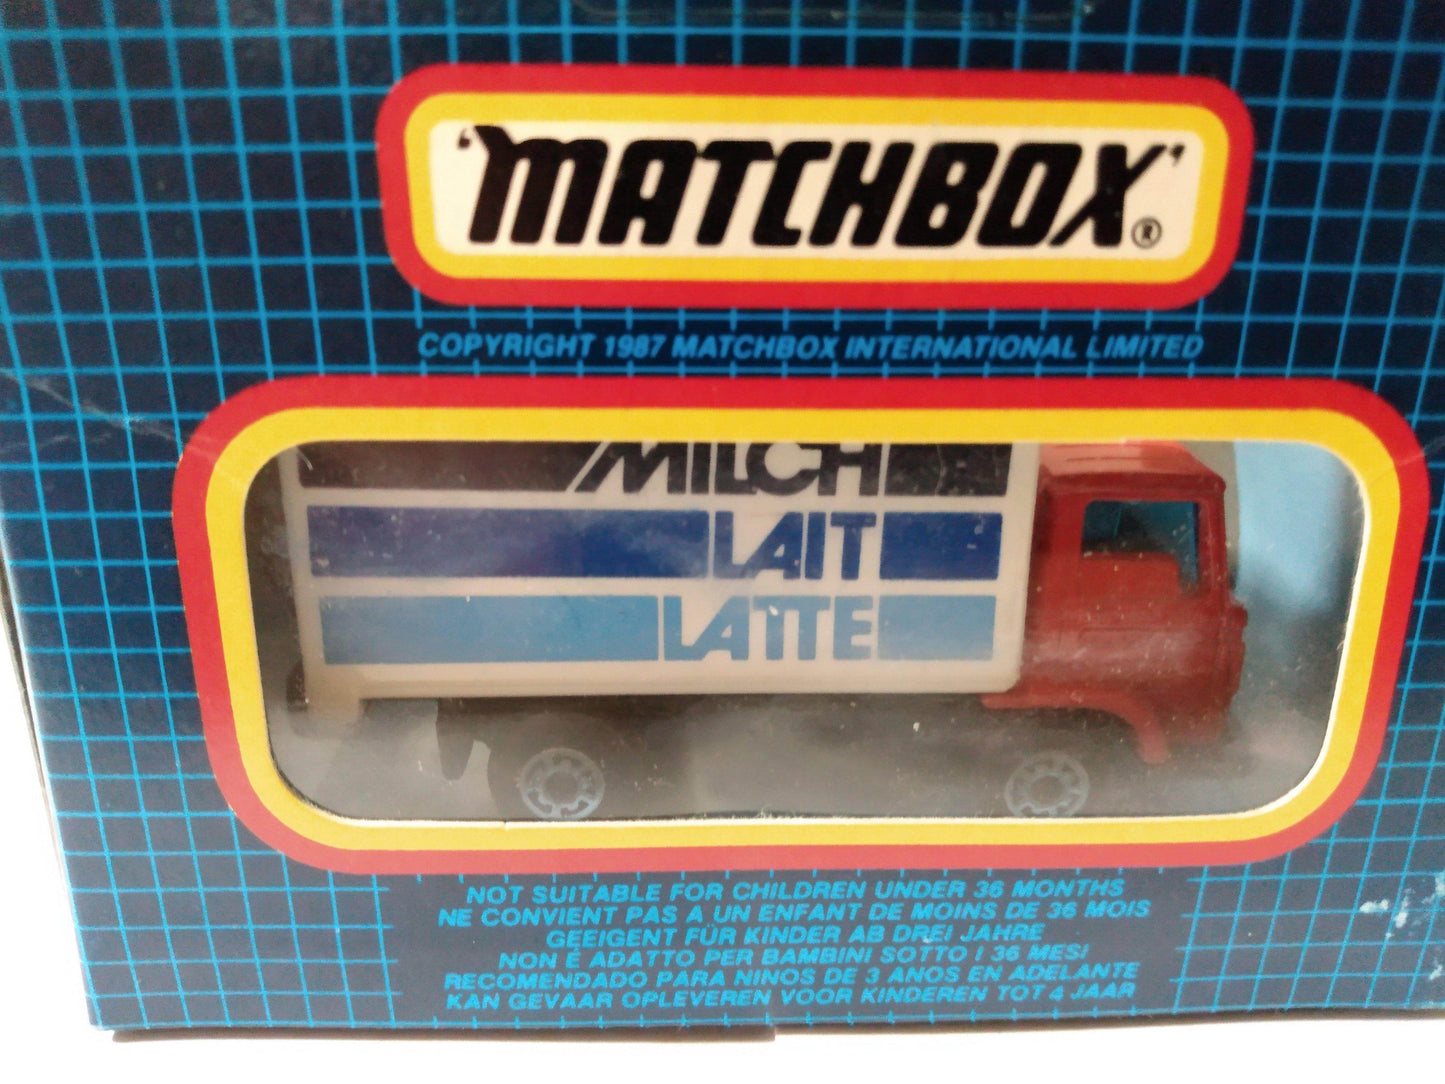 'MATCHBOX'®
COPYRIGHT 1987 MATCHBOX INTERNATIONAL LIMITED
MILCH
LAIT
LATTE
NOT SUITABLE FOR CHILDREN UNDER 36 MONTHS
NE CONVIENT PAS A UN ENFANT DE MOINS DE 36 MOIS
GEEIGENT FÜR KINDER AB DREI JAHRE
NON É ADATTO PER BAMBINI SOTTO I 36 MESI
RECOMENDADO PARA NINOS DE 3 ANOS EN ADELANTE
KAN GEVAAR OPLEVEREN VOOR KINDEREN TOT 4 JAAR